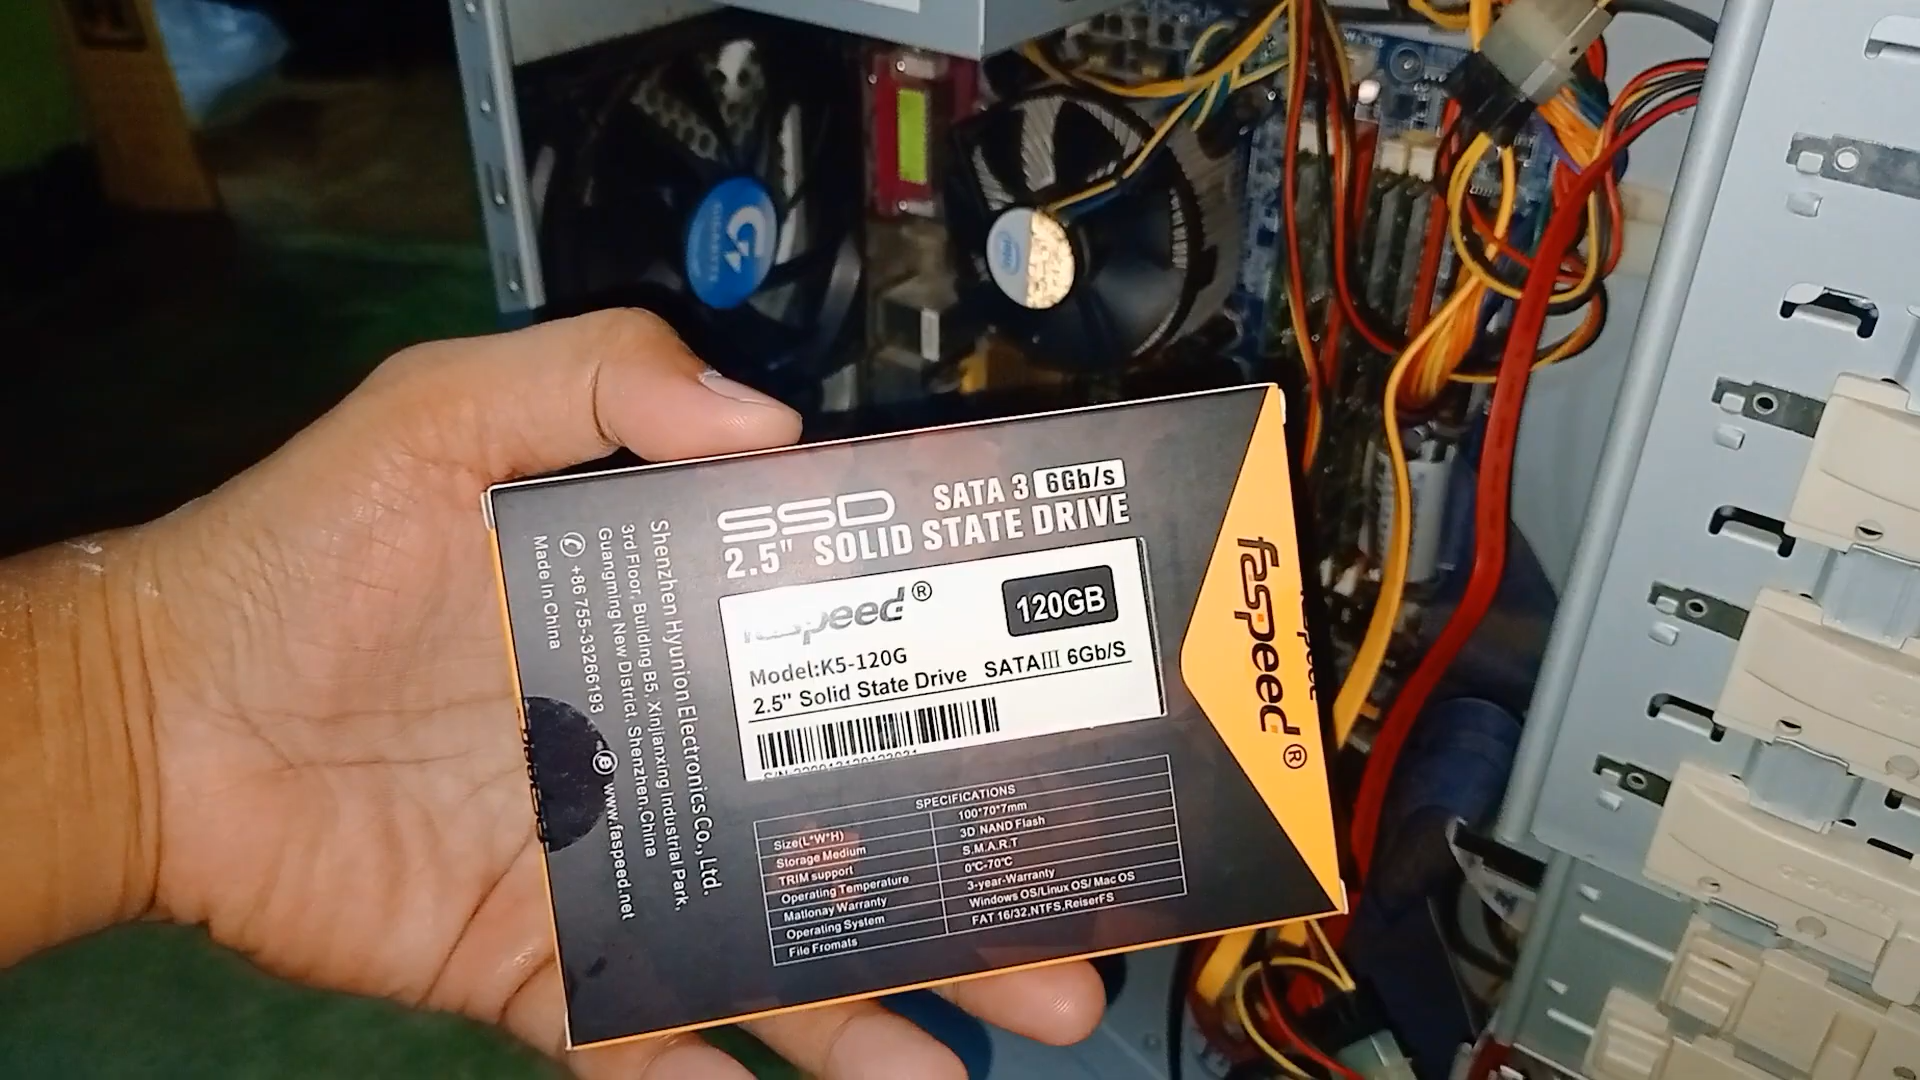 SSD
SATA 3 6Gb/s
2.5" SOLID STATE DRIVE
faspeed®
120GB
Model:K5-120G
2.5" Solid State Drive SATAIII 6Gb/S
SPECIFICATIONS
Size(L*W*H) 100*70*7mm
Storage Medium 3D NAND Flash
TRIM support S.M.A.R.T
Operating Temperature 0℃-70℃
Matlonay Warranty 3-year-Warranty
Operating System Windows OS/Linux OS/ Mac OS
File Fromats FAT 16/32,NTFS,ReiserFS
faspeed®
Shenzhen Hyunion Electronics Co., Ltd.
3rd Floor, Building B5, Xinjianxing Industrial Park,
Guangming New District, Shenzhen,China
+86 755-33266193
www.faspeed.net
Made In China
intel